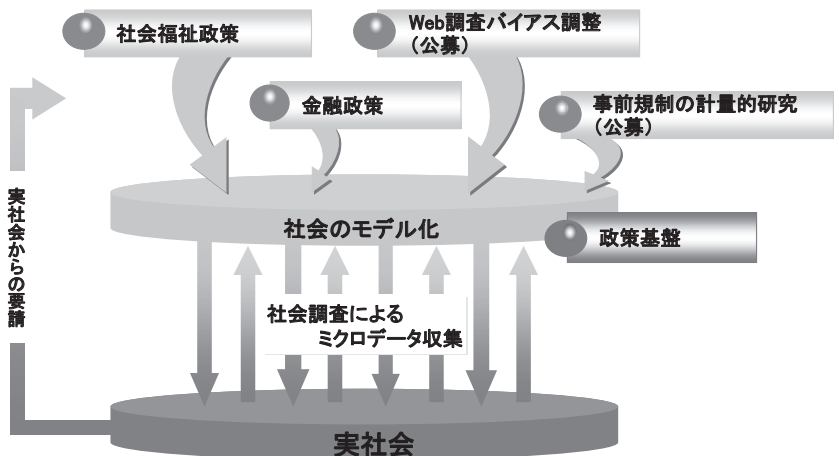 社会福祉政策
Web調査バイアス調整
（公募）
金融政策
事前規制の計量的研究
（公募）
社会のモデル化
政策基盤
実社会からの要請
社会調査による
ミクロデータ収集
実社会